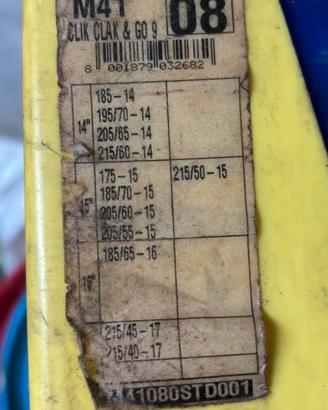 M41 08
CLIK CLAK & GO 9
8 001879 032682
14" 185-14
195/70-14
205/65-14
215/60-14
15" 175-15 215/50-15
185/70-15
205/60-15
205/55-15
16" 185/65-16
215/45-17
215/40-17
41080STD001